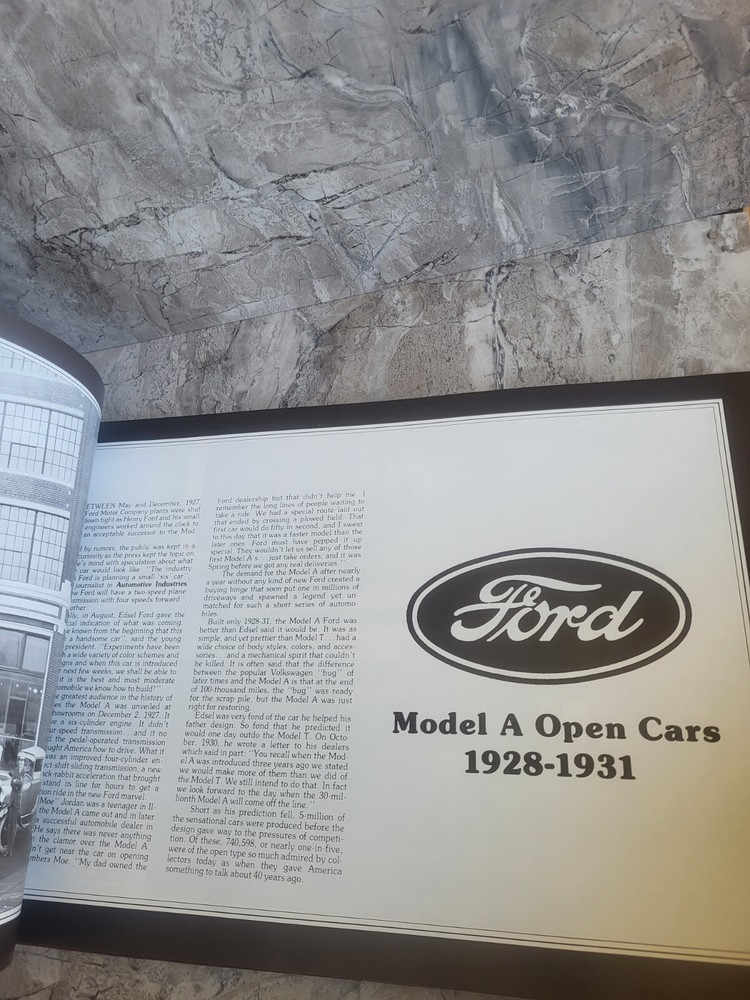 ETWEEN May and December, 1927
Ford Motor Company plants were shut
down tight as Henry Ford and his small
engineers worked around the clock to
an acceptable successor to the Mod-
d by rumors, the public was kept in a
curiosity as the press kept the topic on
e's mind with speculation about what
car would look like "The industry
Ford is planning a small 'six' car",
journalist in Automotive Industries
w Ford will have a two-speed plane
mission with four speeds forward"
other
lly, in August, Edsel Ford gave the
cial indication of what was coming
e known from the beginning that this
a handsome car", said the young
president. "Experiments have been
h a wide variety of color schemes and
igns and when this car is introduced
next few weeks, we shall be able to
it is the best and most moderate
omobile we know how to build!"
e greatest audience in the history of
es the Model A was unveiled at
howrooms on December 2, 1927. It
e a six-cylinder engine. It didn't
ur-speed transmission . . . and it no
d the pedal-operated transmission
ught America how to drive. What it
was an improved four-cylinder en-
ct-shift sliding transmission, a new
ck-rabbit acceleration that brought
stand in line for hours to get a
ion ride in the new Ford marvel.
"Moe" Jordan was a teenager in Il-
the Model A came out and in later
a successful automobile dealer in
He says there was never anything
n the clamor over the Model A.
n't get near the car on opening
mbers Moe. "My dad owned the
Ford dealership but that didn't help me I
remember the long lines of people waiting to
take a ride. We had a special route laid out
that ended by crossing a plowed field. That
first car would do fifty in second, and I swear
to this day that it was a faster model than the
later ones. Ford must have pepped it up
special. They wouldn't let us sell any of those
first Model A's . . . just take orders, and it was
Spring before we got any real deliveries."
The demand for the Model A after nearly
a year without any kind of new Ford created a
buying binge that soon put one in millions of
driveways and spawned a legend yet un-
matched for such a short series of automo-
biles.
Built only 1928-31, the Model A Ford was
better than Edsel said it would be. It was as
simple, and yet prettier than Model T . . . had a
wide choice of body styles, colors, and acces-
sories . . . and a mechanical spirit that couldn't
be killed. It is often said that the difference
between the popular Volkswagen "bug" of
later times and the Model A is that at the end
of 100-thousand miles, the "bug" was ready
for the scrap pile, but the Model A was just
right for restoring.
Edsel was very fond of the car he helped his
father design. So fond that he predicted it
would one day outdo the Model T. On Octo-
ber, 1930, he wrote a letter to his dealers
which said in part: "You recall when the Mod-
el A was introduced three years ago we stated
we would make more of them than we did of
the Model T. We still intend to do that. In fact
we look forward to the day when the 30-mil-
lionth Model A will come off the line."
Short as his prediction fell, 5-million of
the sensational cars were produced before the
design gave way to the pressures of competi-
tion. Of these, 740,598, or nearly one-in-five,
were of the open type so much admired by col-
lectors today as when they gave America
something to talk about 40 years ago.
Ford
Model A Open Cars
1928-1931